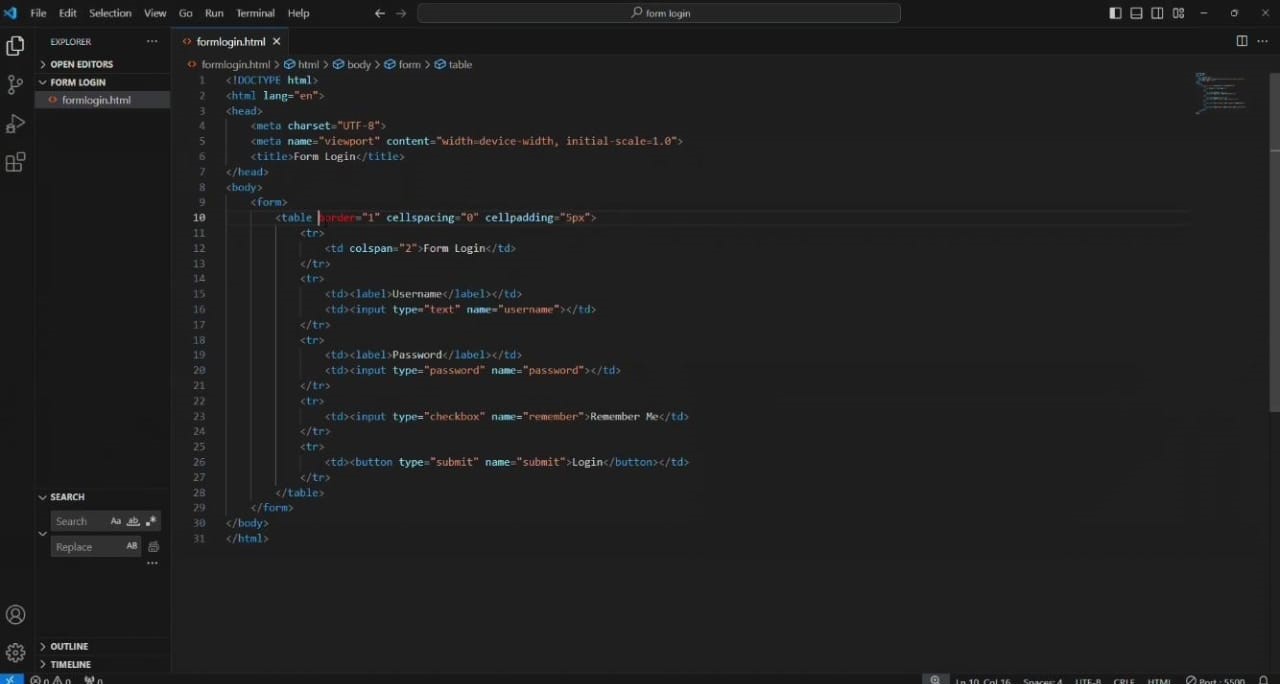 File Edit Selection View Go Run Terminal Help
form login
EXPLORER
OPEN EDITORS
FORM LOGIN
formlogin.html
SEARCH
Search Aa ab
Replace AB
OUTLINE
TIMELINE
formlogin.html
formlogin.html > html > body > form > table
1 <!DOCTYPE html>
2 <html lang="en">
3 <head>
4 <meta charset="UTF-8">
5 <meta name="viewport" content="width=device-width, initial-scale=1.0">
6 <title>Form Login</title>
7 </head>
8 <body>
9 <form>
10 <table border="1" cellspacing="0" cellpadding="5px">
11 <tr>
12 <td colspan="2">Form Login</td>
13 </tr>
14 <tr>
15 <td><label>Username</label></td>
16 <td><input type="text" name="username"></td>
17 </tr>
18 <tr>
19 <td><label>Password</label></td>
20 <td><input type="password" name="password"></td>
21 </tr>
22 <tr>
23 <td><input type="checkbox" name="remember">Remember Me</td>
24 </tr>
25 <tr>
26 <td><button type="submit" name="submit">Login</button></td>
27 </tr>
28 </table>
29 </form>
30 </body>
31 </html>
0 0 0 Ln 10, Col 16 Spaces: 4 UTF-8 CRLF HTML Port : 5500